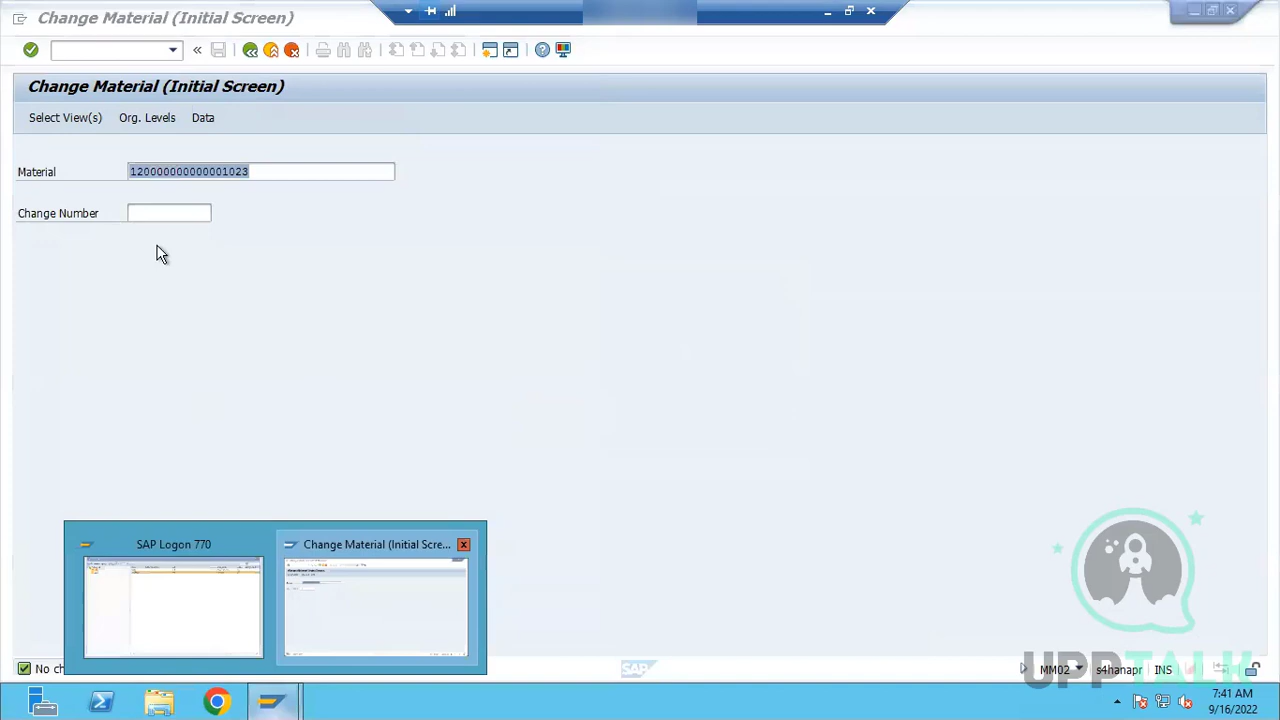 Change Material (Initial Screen)
Change Material (Initial Screen)
Select View(s) Org. Levels Data
Material 120000000000001023
Change Number
SAP Logon 770
Change Material (Initial Scre...
No ch
SAP
MM02 s4hanapr INS
UPPTALK
7:41 AM
9/16/2022